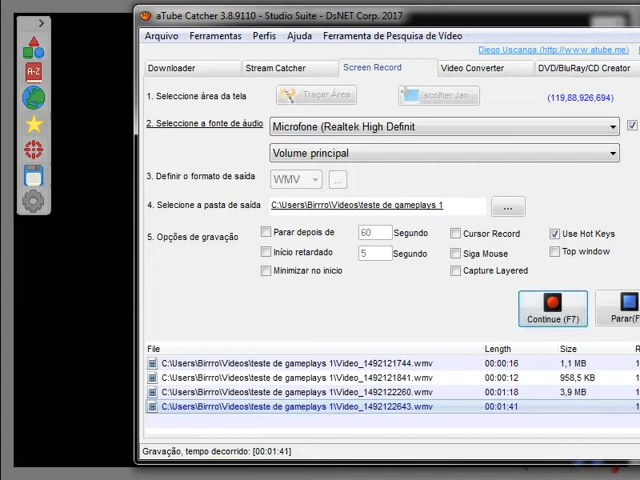 aTube Catcher 3.8.9110 - Studio Suite - DsNET Corp. 2017
Arquivo Ferramentas Perfis Ajuda Ferramenta de Pesquisa de Vídeo
Diego Uscanga (http://www.atube.me)
Downloader Stream Catcher Screen Record Video Converter DVD/BluRay/CD Creator
1. Seleccione área da tela Traçar Área Escolher Jan... (119,88,926,694)
2. Seleccione a fonte de áudio Microfone (Realtek High Definit
Volume principal
3. Definir o formato de saída WMV ...
4. Selecione a pasta de saída C:\Users\Birrro\Videos\teste de gameplays 1 ...
5. Opções de gravação Parar depois de 60 Segundo Cursor Record Use Hot Keys
Início retardado 5 Segundo Siga Mouse Top window
Minimizar no inicio Capture Layered
Continue (F7) Parar(F
File Length Size
C:\Users\Birrro\Videos\teste de gameplays 1\Video_1492121744.wmv 00:00:16 1,1 MB
C:\Users\Birrro\Videos\teste de gameplays 1\Video_1492121841.wmv 00:00:12 958,5 KB
C:\Users\Birrro\Videos\teste de gameplays 1\Video_1492122260.wmv 00:01:18 3,9 MB
C:\Users\Birrro\Videos\teste de gameplays 1\Video_1492122643.wmv 00:01:41
Gravação, tempo decorrido: [00:01:41]
A-Z